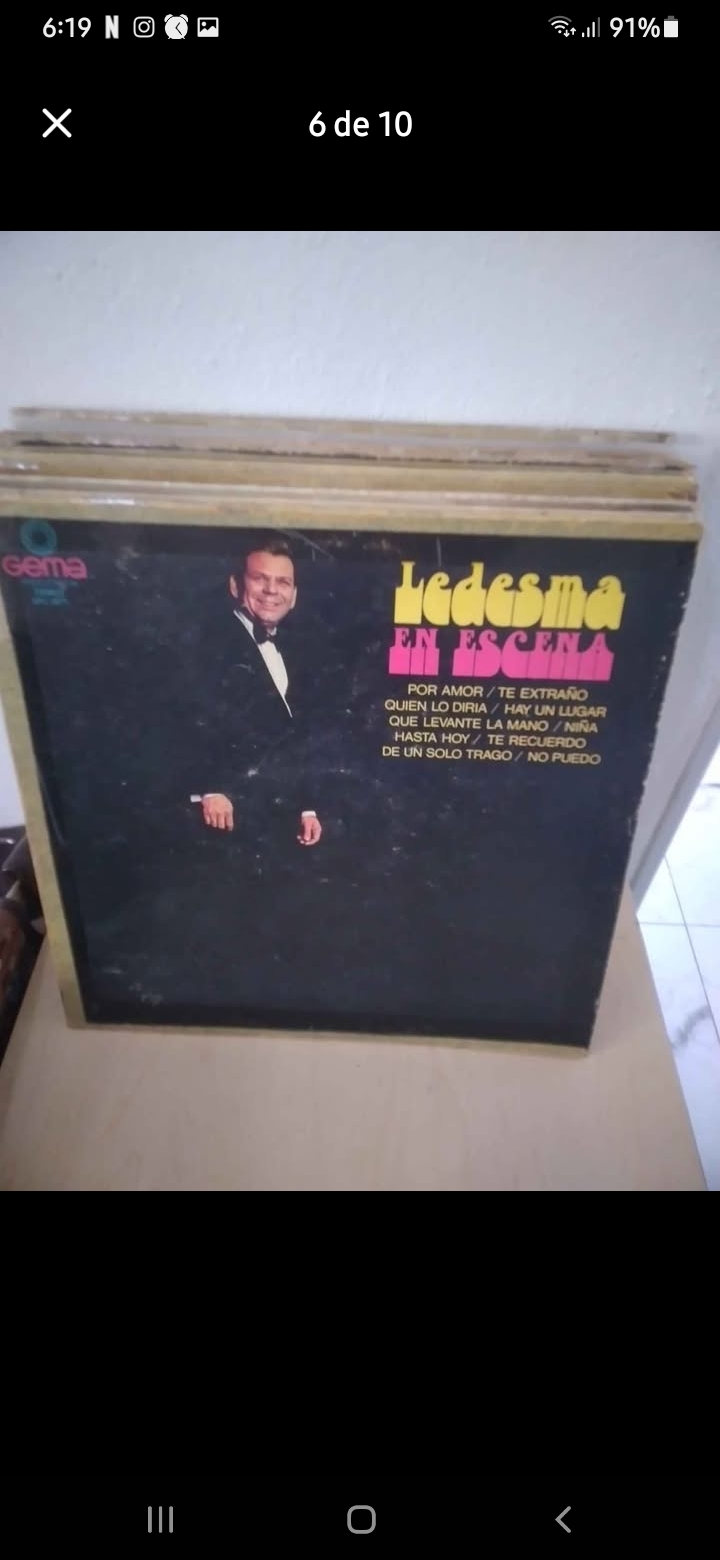 6:19
91%
6 de 10
Gema
Ledesma
EN ESCENA
POR AMOR / TE EXTRAÑO
QUIEN LO DIRIA / HAY UN LUGAR
QUE LEVANTE LA MANO / NIÑA
HASTA HOY / TE RECUERDO
DE UN SOLO TRAGO / NO PUEDO